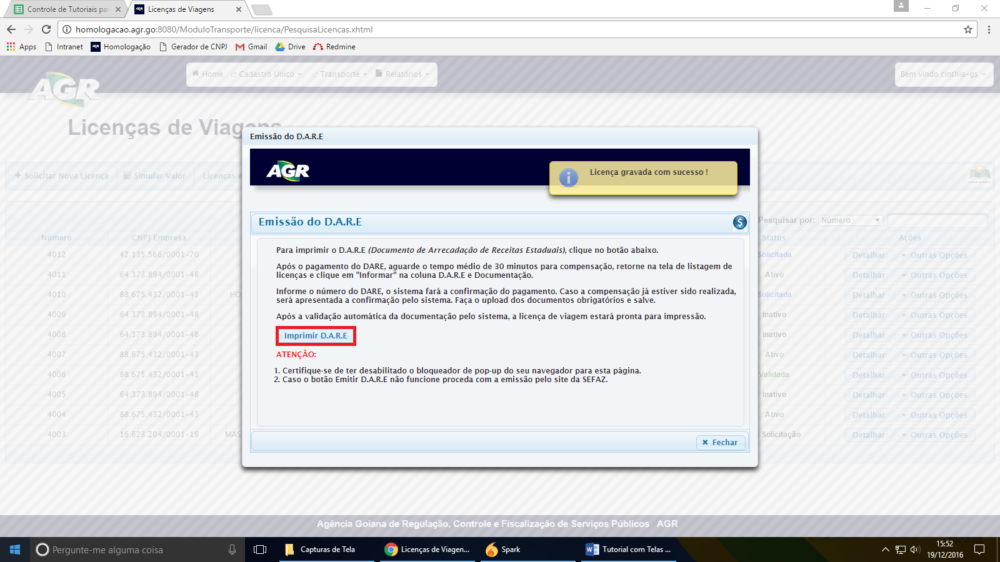 Controle de Tutoriais par
Licenças de Viagens
homologacao.agr.go:8080/ModuloTransporte/licenca/PesquisaLicencas.xhtml
Apps Intranet Homologação Gerador de CNPJ Gmail Drive Redmine
AGR
Home Cadastro Único Transporte Relatórios
Bem vindo cinthia-gs
Licenças de Viagens
Emissão do D.A.R.E
AGR
Licença gravada com sucesso !
Solicitar Nova Licença Simular Valor Licenças e
Emissão do D.A.R.E
Pesquisar por: Número
Número CNPJ Empresa Status Ações
4012 42.135.566/0001-70 Solicitada Detalhar Outras Opções
4011 64.373.894/0001-48 Ativo Detalhar Outras Opções
4010 88.675.432/0001-43 HO Solicitada Detalhar Outras Opções
4009 64.373.894/0001-48 Inativo Detalhar Outras Opções
4008 64.373.894/0001-48 Inativo Detalhar Outras Opções
4007 88.675.432/0001-43 Ativo Detalhar Outras Opções
4006 88.675.432/0001-43 Validada Detalhar Outras Opções
4005 64.373.894/0001-48 Inativo Detalhar Outras Opções
4004 88.675.432/0001-43 Ativo Detalhar Outras Opções
4003 16.623.204/0001-19 MAS Solicitação Detalhar Outras Opções
Para imprimir o D.A.R.E (Documento de Arrecadação de Receitas Estaduais), clique no botão abaixo.
Após o pagamento do DARE, aguarde o tempo médio de 30 minutos para compensação, retorne na tela de listagem de
licenças e clique em "Informar" na coluna D.A.R.E e Documentação.
Informe o número do DARE, o sistema fará a confirmação do pagamento. Caso a compensação já estiver sido realizada,
será apresentada a confirmação pelo sistema. Faça o upload dos documentos obrigatórios e salve.
Após a validação automática da documentação pelo sistema, a licença de viagem estará pronta para impressão.
Imprimir D.A.R.E
ATENÇÃO:
1. Certifique-se de ter desabilitado o bloqueador de pop-up do seu navegador para esta página.
2. Caso o botão Emitir D.A.R.E não funcione proceda com a emissão pelo site da SEFAZ.
Fechar
Agência Goiana de Regulação, Controle e Fiscalização de Serviços Públicos AGR
Pergunte-me alguma coisa
Capturas de Tela
Licenças de Viagen...
Spark
Tutorial com Telas ...
15:52
19/12/2016